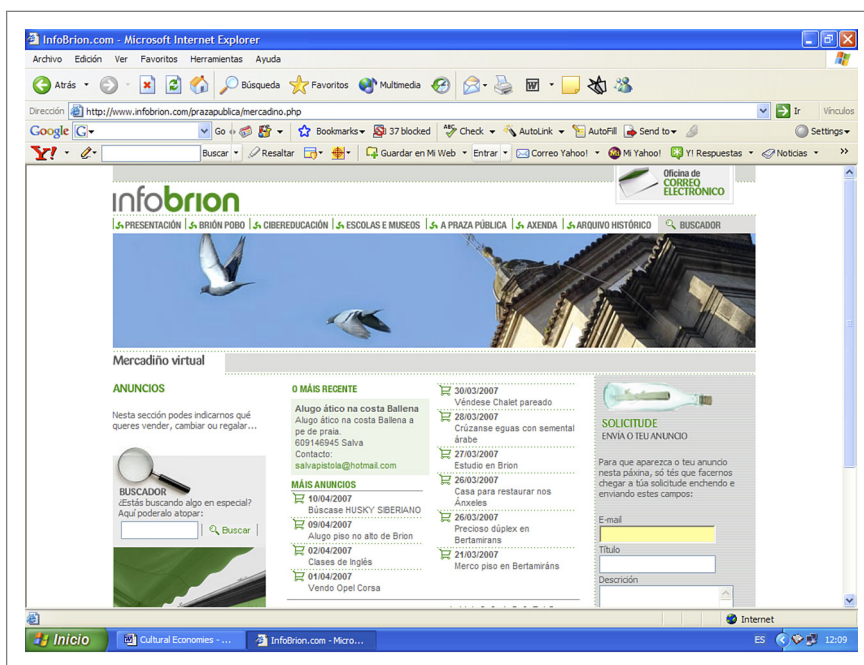 InfoBrion.com - Microsoft Internet Explorer
Archivo Edición Ver Favoritos Herramientas Ayuda
Atrás Búsqueda Favoritos Multimedia
Dirección http://www.infobrion.com/prazapublica/mercadino.php Ir Vínculos
Google G Go Bookmarks 37 blocked ABC Check AutoLink AutoFill Send to Settings
Y! Buscar Resaltar Guardar en Mi Web Entrar Correo Yahoo! Mi Yahoo! Y! Respuestas Noticias »
Oficina de
CORREO
ELECTRÓNICO
infobrion
PRESENTACIÓN BRIÓN POBO CIBEREDUCACIÓN ESCOLAS E MUSEOS A PRAZA PÚBLICA AXENDA ARQUIVO HISTÓRICO BUSCADOR
Mercadiño virtual
ANUNCIOS
Nesta sección podes indicarnos qué
queres vender, cambiar ou regalar...
BUSCADOR
¿Estás buscando algo en especial?
Aquí poderalo atopar:
Buscar
O MÁIS RECENTE
Alugo ático na costa Ballena
Alugo ático na costa Ballena a
pe de praia.
609146945 Salva
Contacto:
salvapistola@hotmail.com
MÁIS ANUNCIOS
10/04/2007
Búscase HUSKY SIBERIANO
09/04/2007
Alugo piso no alto de Brion
02/04/2007
Clases de Inglés
01/04/2007
Vendo Opel Corsa
30/03/2007
Véndese Chalet pareado
28/03/2007
Crúzanse eguas con semental
árabe
27/03/2007
Estudio en Brion
26/03/2007
Casa para restaurar nos
Ánxeles
26/03/2007
Precioso dúplex en
Bertamirans
21/03/2007
Merco piso en Bertamiráns
SOLICITUDE
ENVIA O TEU ANUNCIO
Para que apareza o teu anuncio
nesta páxina, só tés que facernos
chegar a túa solicitude enchendo e
enviando estes campos:
E-mail
Título
Descrición
Internet
Inicio Cultural Economies - ... InfoBrion.com - Micro... ES 12:09